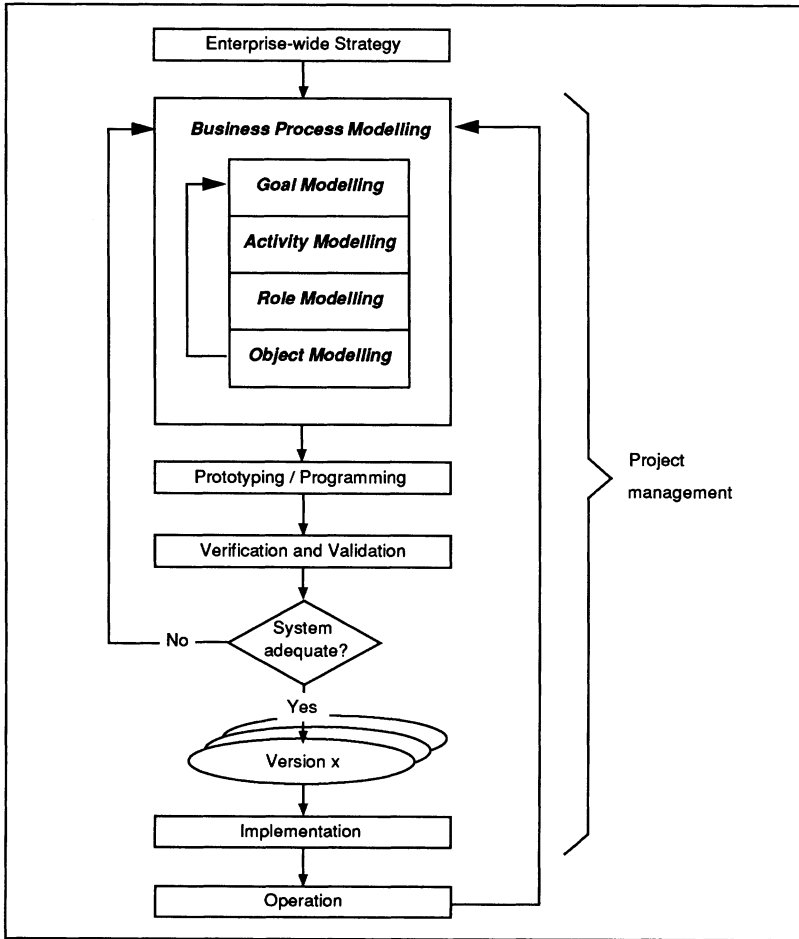 Enterprise-wide Strategy
Business Process Modelling
Goal Modelling
Activity Modelling
Role Modelling
Object Modelling
Project
management
Prototyping / Programming
Verification and Validation
System
adequate?
No
Yes
Version x
Implementation
Operation